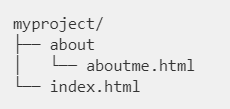 myproject/
├── about
│   └── aboutme.html
└── index.html